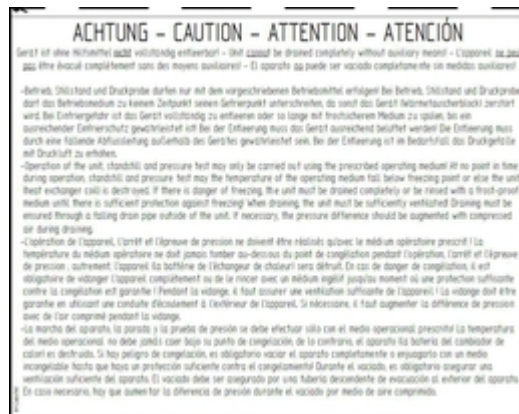 ACHTUNG - CAUTION - ATTENTION - ATENCIÓN
Gerät ist ohne Hilfsmittel nicht vollständig entleerbar! - Unit cannot be drained completely without auxiliary means! - L'appareil ne peu
pas être évacué complètement sans des moyens auxiliaires! - El aparato no puede ser vaciado completamente sin medidas auxiliares!
-Betrieb, Stillstand und Druckprobe dürfen nur mit dem vorgeschriebenen Betriebsmittel erfolgen! Bei Betrieb, Stillstand und Druckprobe
darf das Betriebsmedium zu keinem Zeitpunkt seinen Gefrierpunkt unterschreiten, da sonst das Gerät (Wärmetauscherblock) zerstört
wird. Bei Einfriergefahr ist das Gerät vollständig zu entleeren oder so lange mit frostsicherem Medium zu spülen, bis ein
ausreichender Einfrierschutz gewährleistet ist! Bei der Entleerung muss das Gerät ausreichend belüftet werden! Die Entleerung muss
durch eine fallende Abflussleitung außerhalb des Gerätes gewährleistet sein. Bei der Entleerung ist im Bedarfsfall das Druckgefälle
mit Druckluft zu erhöhen.
-Operation of the unit, standstill and pressure test may only be carried out using the prescribed operating medium! At no point in time
during operation, standstill and pressure test may the temperature of the operating medium fall below freezing point or else the unit
(heat exchanger coil) is destroyed. If there is danger of freezing, the unit must be drained completely or be rinsed with a frost-proof
medium until there is sufficient protection against freezing! When draining, the unit must be sufficiently ventilated! Draining must be
ensured through a falling drain pipe outside of the unit. If necessary, the pressure difference should be augmented with compressed
air during draining.
-L'opération de l'appareil, l'arrêt et l'épreuve de pression ne doivent être réalisés qu'avec le médium opératoire prescrit! La
température du médium opératoire ne doit jamais tomber au-dessous du point de congélation pendant l'opération, l'arrêt et l'épreuve
de pression , autrement, l'appareil (la batterie de l'échangeur de chaleur) sera détruit. En cas de danger de congélation, il est
obligatoire de vidanger l'appareil complètement ou de le rincer avec un médium ingélif jusqu'au moment où une protection suffisante
contre la congélation est garantie! Pendant la vidange, il faut assurer une ventilation suffisante de l'appareil! La vidange doit être
garantie en utilisant une conduite d'écoulement à l'extérieur de l'appareil. Si nécessaire, il faut augmenter la différence de pression
avec de l'air comprimé pendant la vidange.
-La marcha del aparato, la parada y la prueba de presión se debe efectuar sólo con el medio operacional prescrito! La temperatura
del medio operacional no debe jamás caer bajo su punto de congelación, de lo contrario, el aparato (la batería del cambiador de
calor) es destruido. Si hay peligro de congelación, es obligatorio vaciar el aparato completamente o enjuagarlo con un medio
incongelable hasta que haya un protección suficiente contra el congelamiento! Durante el vaciado, es obligatorio asegurar una
ventilación suficiente del aparato. El vaciado debe ser asegurado por una tubería descendente de evacuación al exterior del aparato.
En caso necesario, hay que aumentar la diferencia de presión durante el vaciado por medio de aire comprimido.